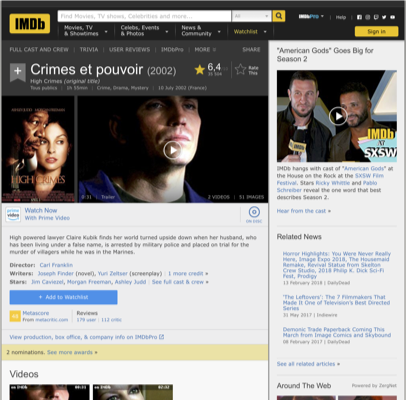 IMDb
Find Movies, TV shows, Celebrities and more...
All
IMDbPro
Help
Movies, TV
& Showtimes
Celebs, Events
& Photos
News &
Community
Watchlist
Sign in
FULL CAST AND CREW | TRIVIA | USER REVIEWS | IMDbPro | MORE
SHARE
Crimes et pouvoir (2002)
High Crimes (original title)
Tous publics | 1h 55min | Crime, Drama, Mystery | 10 July 2002 (France)
6,4
Rate
This
HIGH CRIMES
0:31 | Trailer
2 VIDEOS | 51 IMAGES
Watch Now
With Prime Video
ON DISC
High powered lawyer Claire Kubik finds her world turned upside down when her husband, who
has been living under a false name, is arrested by military police and placed on trial for the
murder of villagers while he was in the Marines.
Director: Carl Franklin
Writers: Joseph Finder (novel), Yuri Zeltser (screenplay) | 1 more credit »
Stars: Jim Caviezel, Morgan Freeman, Ashley Judd | See full cast & crew »
+ Add to Watchlist
Metascore
From metacritic.com
Reviews
179 user | 112 critic
View production, box office, & company info on IMDbPro
2 nominations. See more awards »
Videos
"American Gods" Goes Big for
Season 2
IMDb
AT
SXSW
IMDb hangs with cast of "American Gods" at
the House on the Rock at the SXSW Film
Festival. Stars Ricky Whittle and Pablo
Schreiber reveal the one word that best
describes Season 2.
Hear from the cast »
Related News
Horror Highlights: You Were Never
Really Here, Image Expo 2018, The Housemaid
Remake, Revival Statue from Skelton
Crew Studio, 2018 Philip K. Dick Sci-Fi
Fest, Prodigy
13 February 2018 | DailyDead
'The Leftovers': The 7 Filmmakers That
Made It One of Television's Best Directed
Series
31 May 2017 | Indiewire
Demonic Trade Paperback Coming This
March from Image Comics and Skybound
08 February 2016 | DailyDead
See all related articles »
Around The Web
Powered by ZergNet